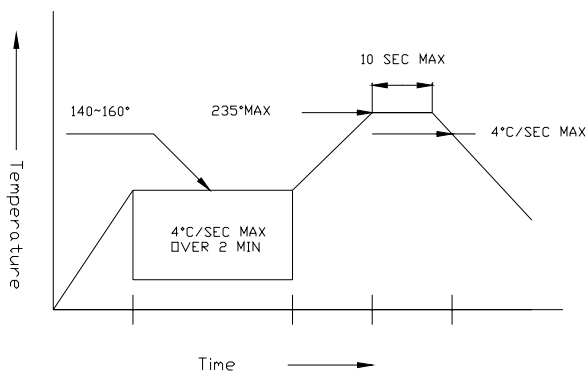 10 SEC MAX
140~160°
235°MAX
4°C/SEC MAX
4°C/SEC MAX
OVER 2 MIN
Temperature
Time